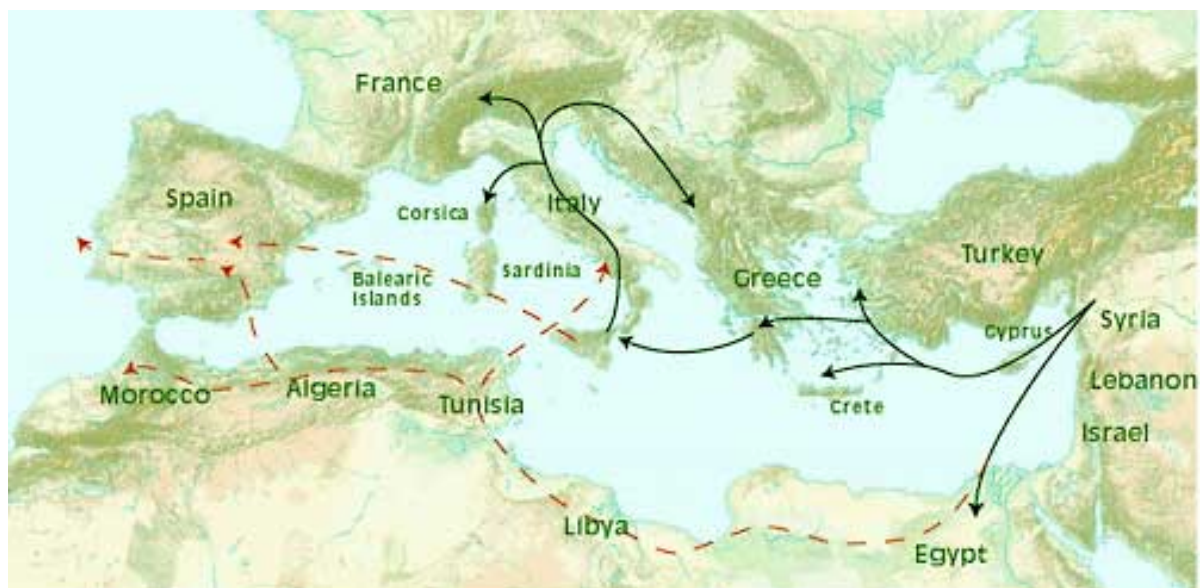 France
Spain
Corsica
Italy
Balearic
Islands
Sardinia
Greece
Turkey
Cyprus
Syria
Morocco
Algeria
Tunisia
Crete
Lebanon
Israel
Libya
Egypt